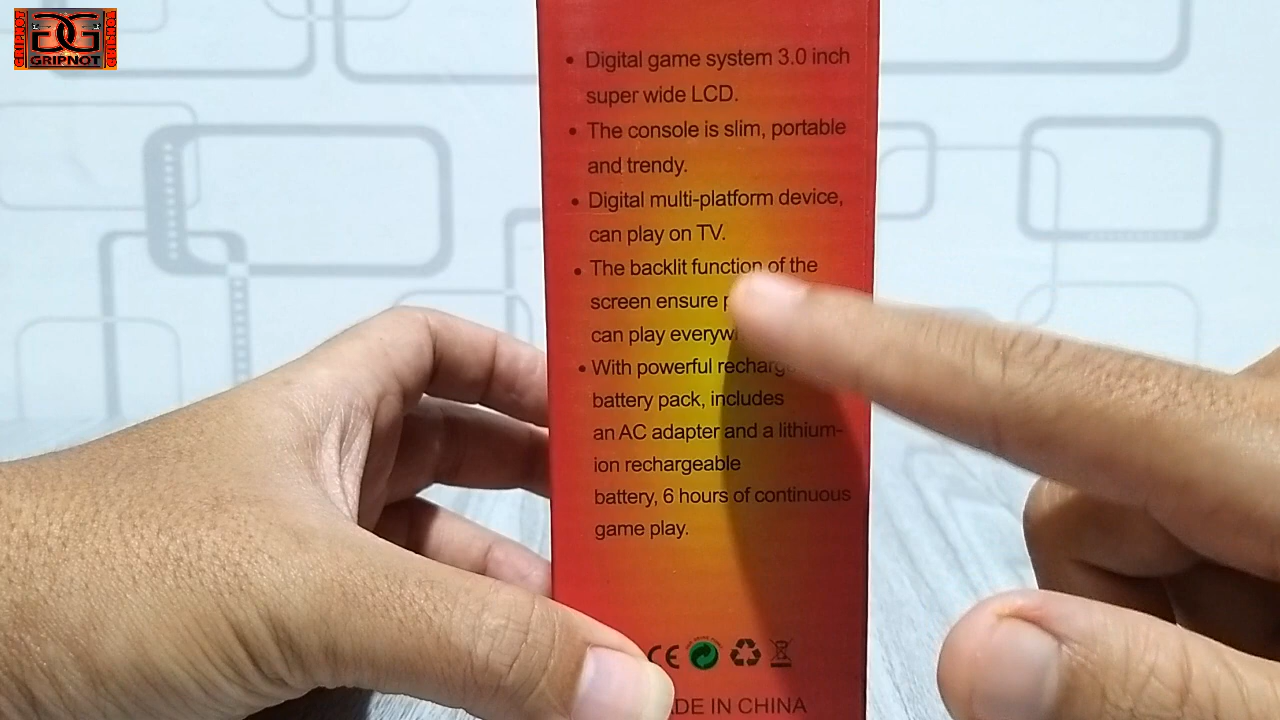 GRIPNOT
GRIPNOT
GRIPNOT
• Digital game system 3.0 inch
super wide LCD.
• The console is slim, portable
and trendy.
• Digital multi-platform device,
can play on TV.
• The backlit function of the
screen ensure
can play
• With powerful
battery pack, includes
an AC adapter and a lithium-
ion rechargeable
battery, 6 hours of continuous
game play.
CE
IN CHINA